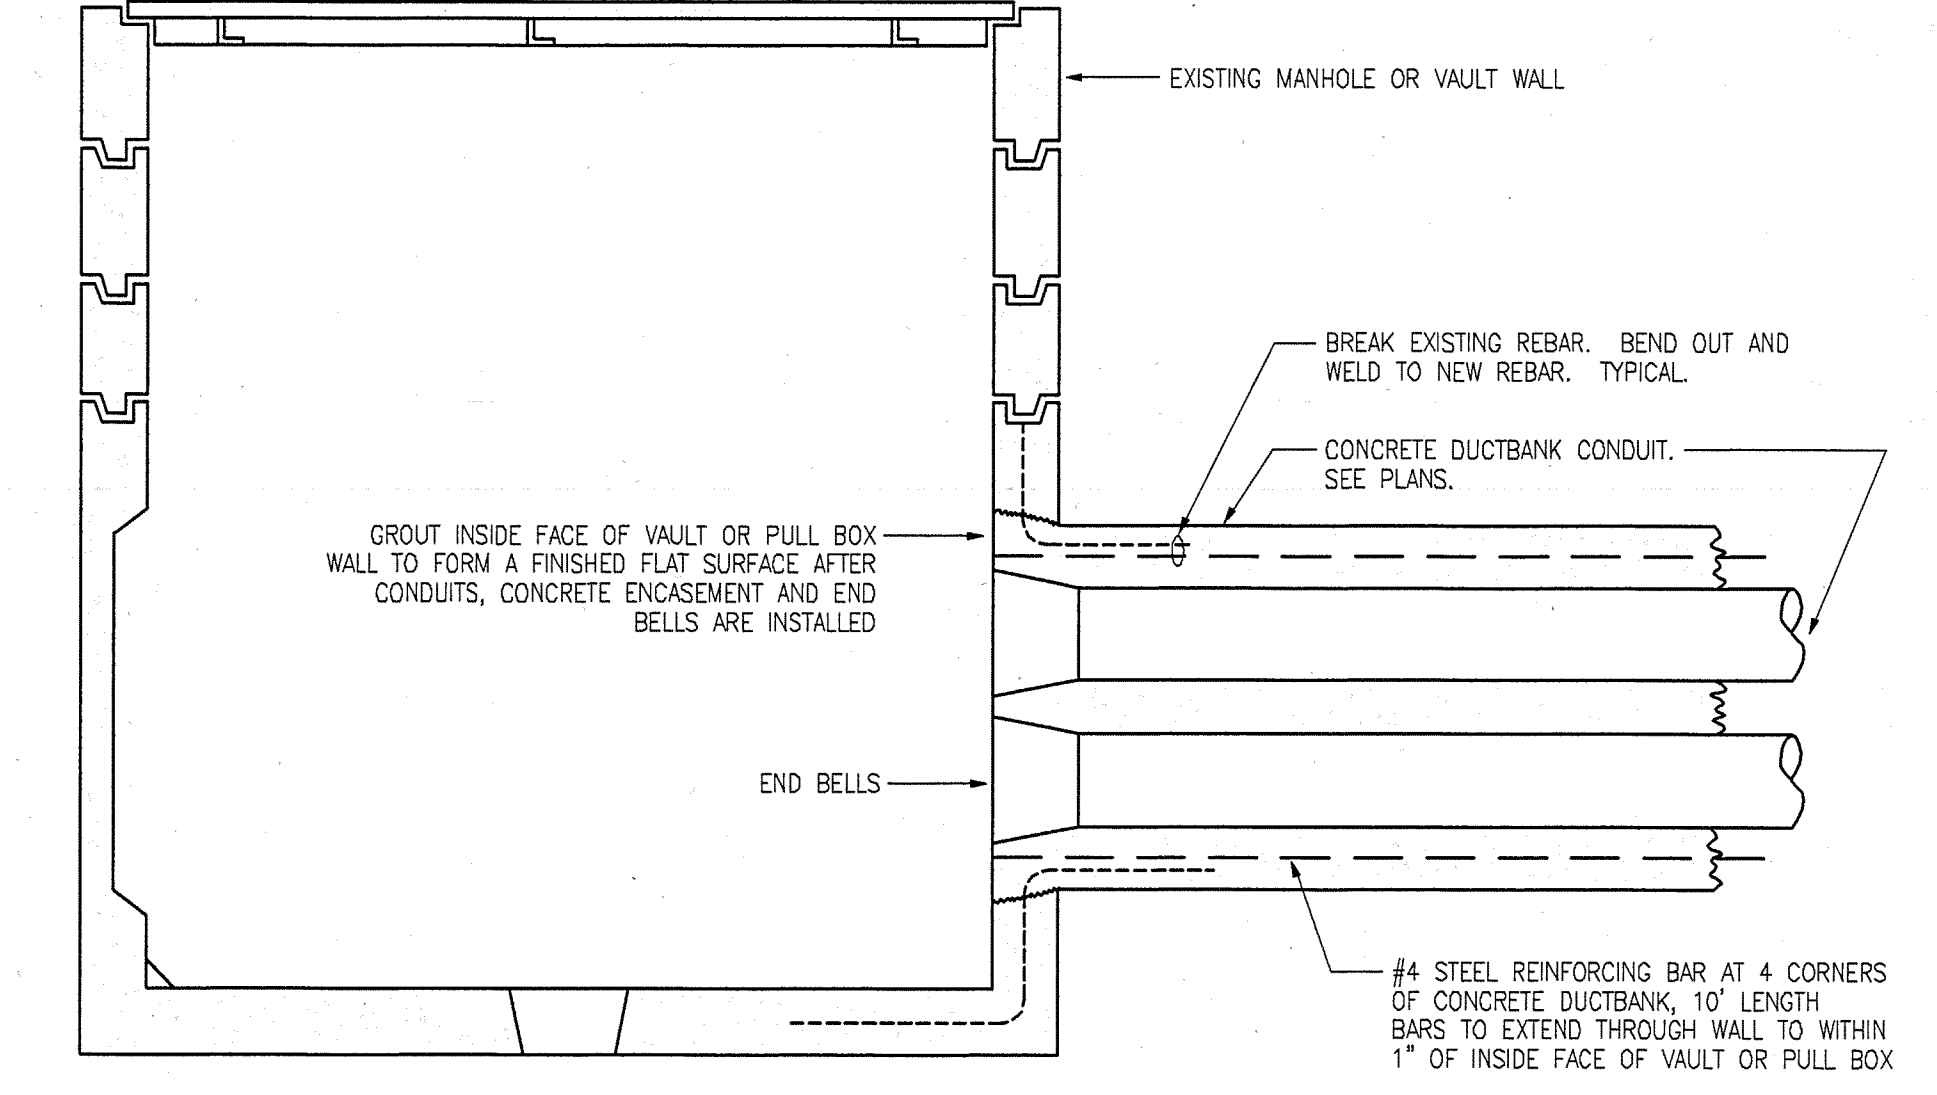 EXISTING MANHOLE OR VAULT WALL
BREAK EXISTING REBAR. BEND OUT AND
WELD TO NEW REBAR. TYPICAL.
CONCRETE DUCTBANK CONDUIT.
SEE PLANS.
GROUT INSIDE FACE OF VAULT OR PULL BOX
WALL TO FORM A FINISHED FLAT SURFACE AFTER
CONDUITS, CONCRETE ENCASEMENT AND END
BELLS ARE INSTALLED
END BELLS
#4 STEEL REINFORCING BAR AT 4 CORNERS
OF CONCRETE DUCTBANK, 10' LENGTH
BARS TO EXTEND THROUGH WALL TO WITHIN
1" OF INSIDE FACE OF VAULT OR PULL BOX